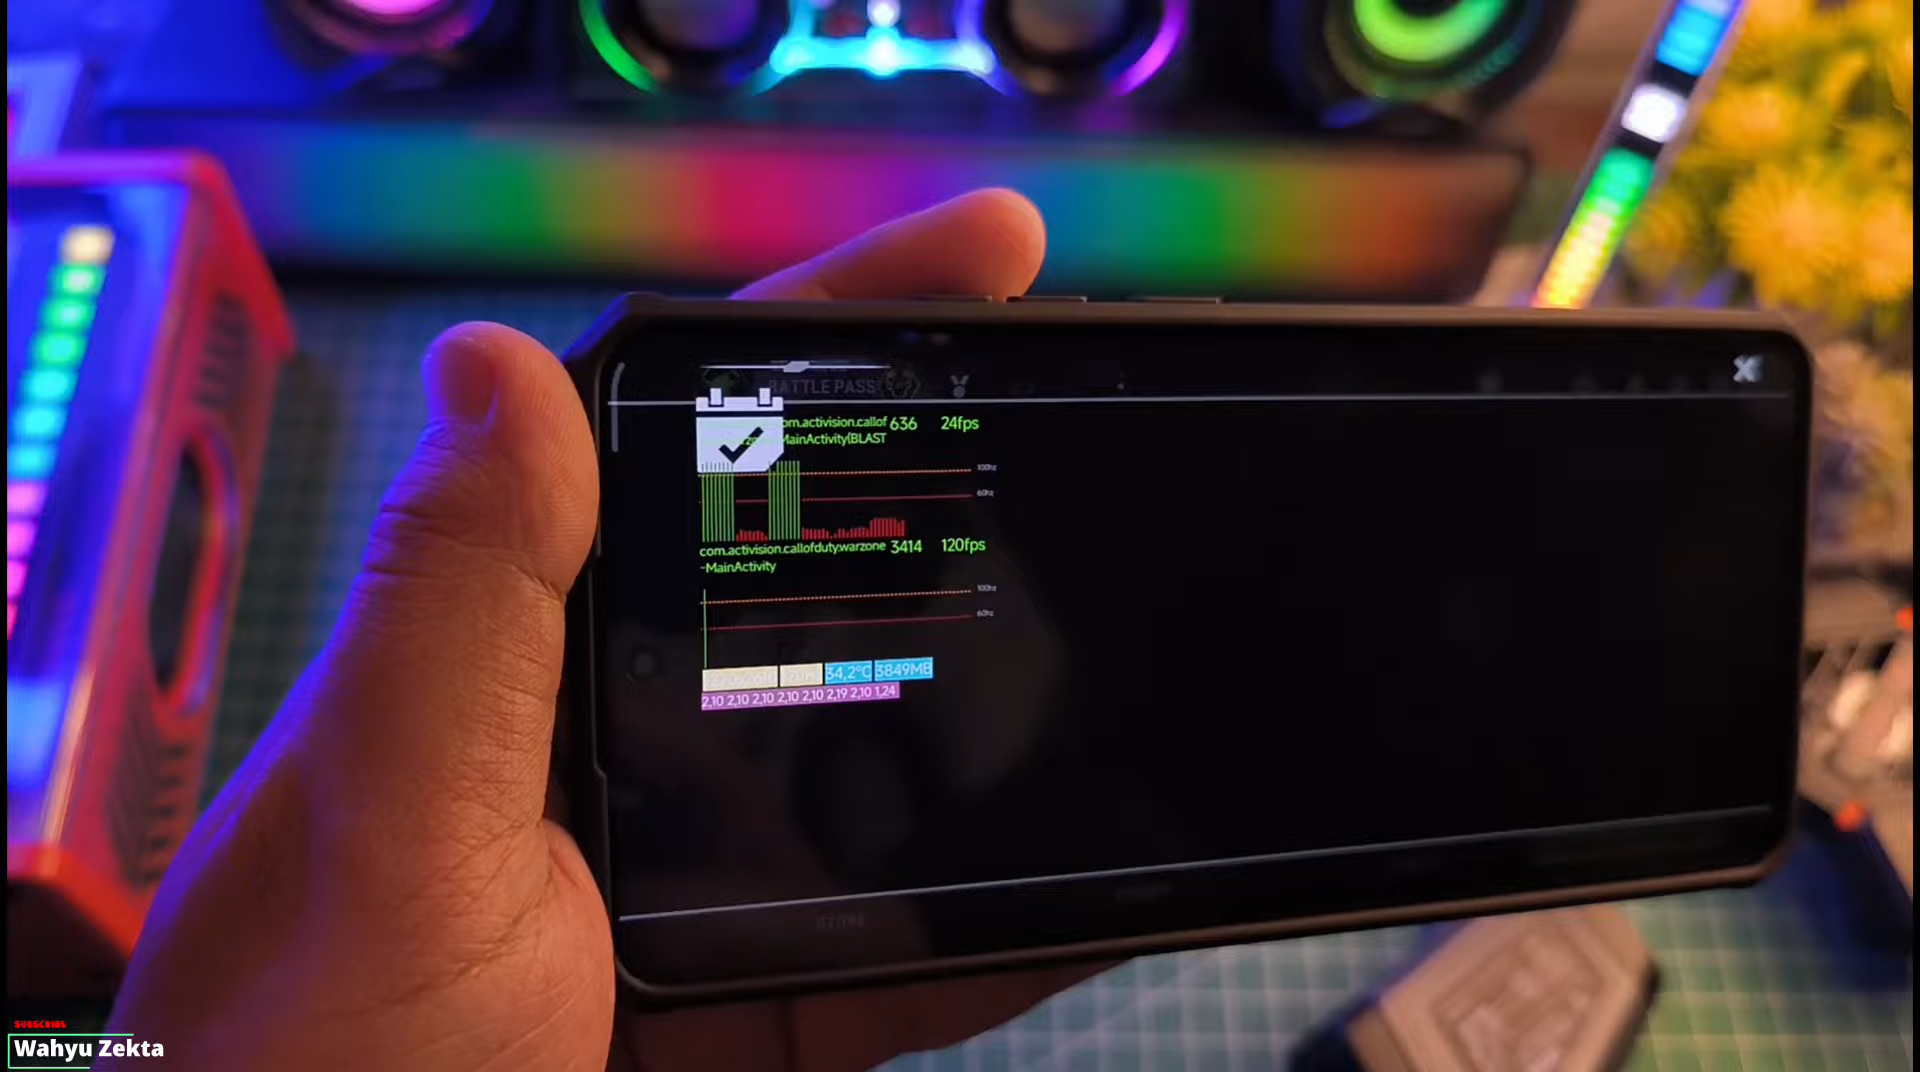 BATTLE PASS
om.activision.callof 636 24fps
MainActivity(BLAST
100hz
60hz
com.activision.callofduty.warzone 3414 120fps
-MainActivity
100hz
60hz
34,2°C 3849MB
2,10 2,10 2,10 2,10 2,10 2,19 2,10 1,24
STORE
SUBSCRIBE
Wahyu Zekta